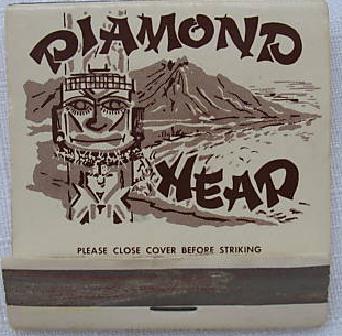 DIAMOND
HEAD
PLEASE CLOSE COVER BEFORE STRIKING